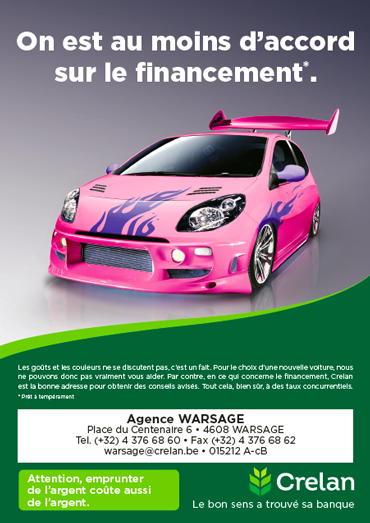 On est au moins d’accord
sur le financement*.
Les goûts et les couleurs ne se discutent pas, c’est un fait. Pour le choix d’une nouvelle voiture, nous
ne pouvons donc pas vraiment vous aider. Par contre, en ce qui concerne le financement, Crelan
est la bonne adresse pour obtenir des conseils avisés. Tout cela, bien sûr, à des taux concurrentiels.
* Prêt à tempérament
Agence WARSAGE
Place du Centenaire 6 • 4608 WARSAGE
Tel. (+32) 4 376 68 60 • Fax (+32) 4 376 68 62
warsage@crelan.be • 015212 A-cB
Attention, emprunter
de l’argent coûte aussi
de l’argent.
Crelan
Le bon sens a trouvé sa banque